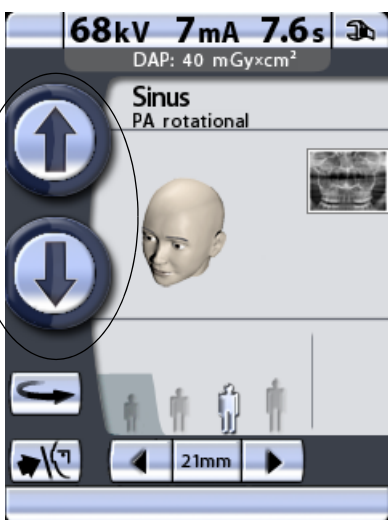 68kV 7mA 7.6s
DAP: 40 mGy×cm²
Sinus
PA rotational
21mm